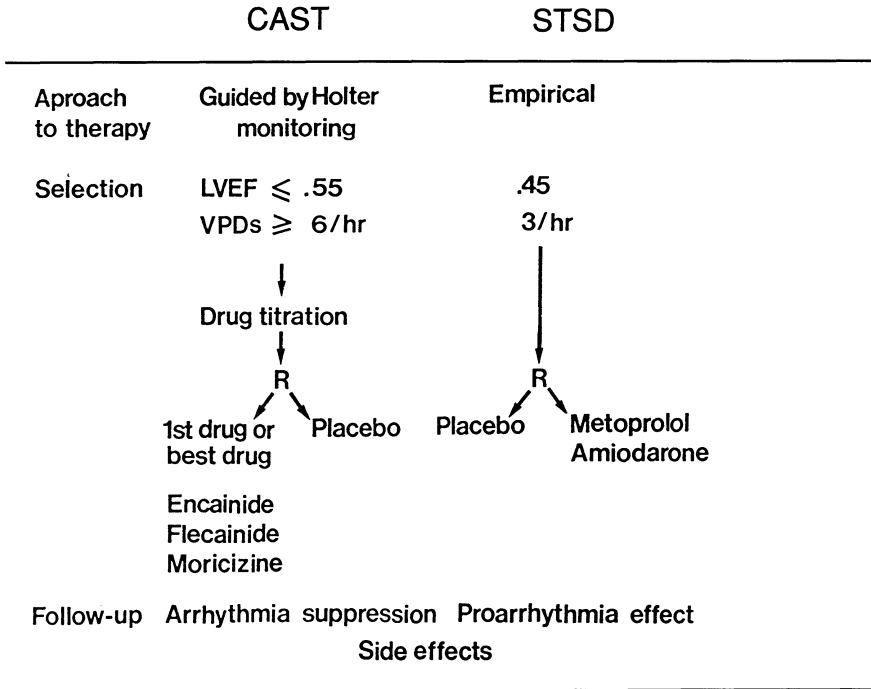 CAST STSD
Aproach Guided by Holter Empirical
to therapy monitoring
Selection LVEF ⩽ .55 .45
VPDs ⩾ 6/hr 3/hr
Drug titration
R R
1st drug or Placebo Placebo Metoprolol
best drug Amiodarone
Encainide
Flecainide
Moricizine
Follow-up Arrhythmia suppression Proarrhythmia effect
Side effects